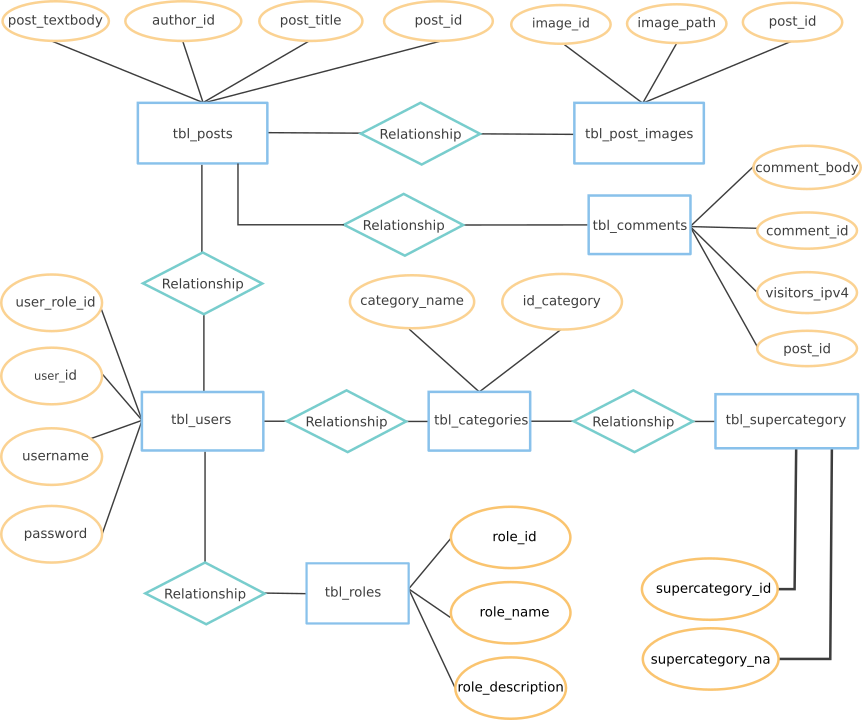 post_textbody
author_id
post_title
post_id
image_id
image_path
post_id
tbl_posts
Relationship
tbl_post_images
comment_body
Relationship
tbl_comments
comment_id
Relationship
visitors_ipv4
user_role_id
category_name
id_category
post_id
user_id
tbl_users
Relationship
tbl_categories
Relationship
tbl_supercategory
username
password
role_id
Relationship
tbl_roles
supercategory_id
role_name
supercategory_na
role_description